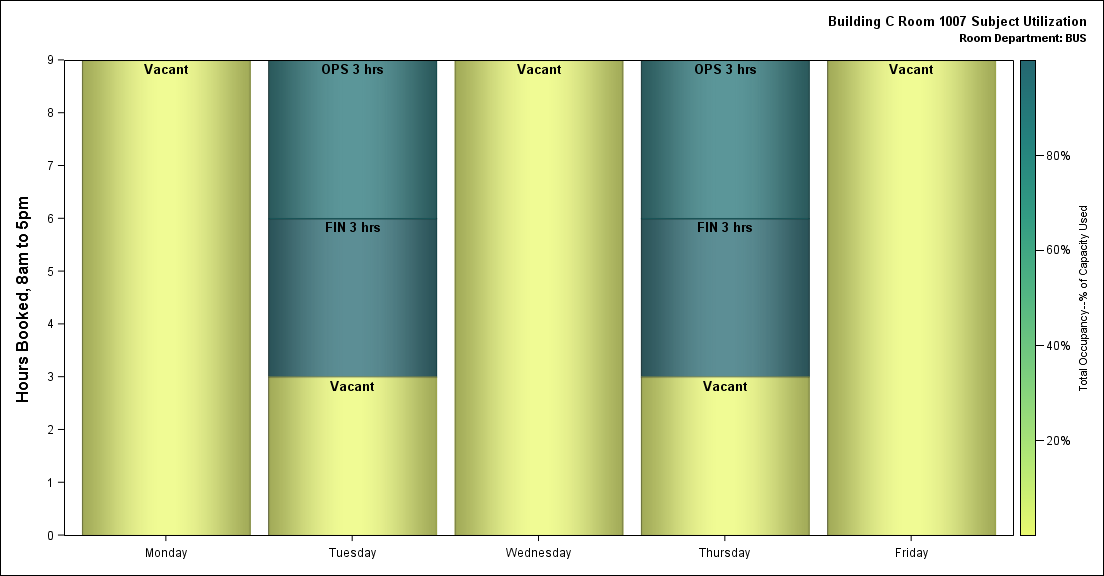 Building C Room 1007 Subject Utilization
Room Department: BUS
Hours Booked, 8am to 5pm
9
8
7
6
5
4
3
2
1
0
Vacant
OPS 3 hrs
Vacant
OPS 3 hrs
Vacant
FIN 3 hrs
FIN 3 hrs
Vacant
Vacant
Monday
Tuesday
Wednesday
Thursday
Friday
80%
60%
40%
20%
Total Occupancy--% of Capacity Used